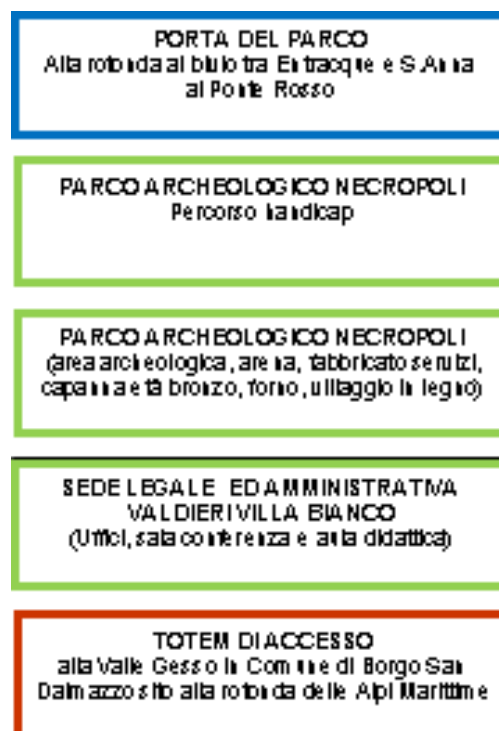 PORTA DEL PARCO
Alla rotonda al bivio tra Entracque e S.Anna
al Ponte Rosso
PARCO ARCHEOLOGICO NECROPOLI
Percorso handicap
PARCO ARCHEOLOGICO NECROPOLI
(area archeologica, arena, fabbricato servizi,
capanna età bronzo, forno, villaggio in legno)
SEDE LEGALE ED AMMINISTRATIVA
VALDIERI VILLA BIANCO
(Uffici, sala conferenza e aula didattica)
TOTEM DI ACCESSO
alla Valle Gesso in Comune di Borgo San
Dalmazzo sito alla rotonda delle Alpi Marittime